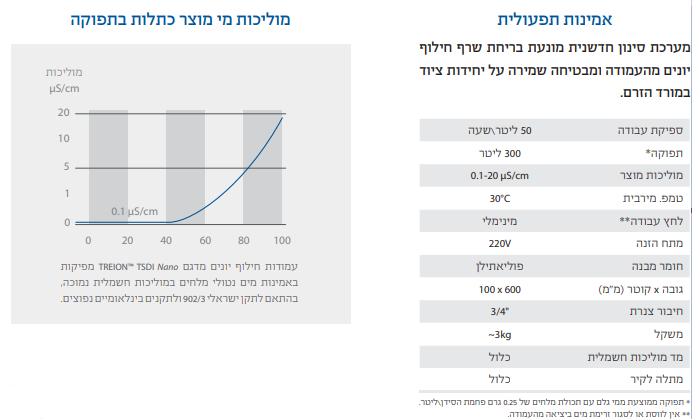 אמינות תפעולית
מערכת סינון חדשנית מונעת בריחת שרף חילוף
יונים מהעמודה ומבטיחה שמירה על יחידות ציוד
במורד הזרם.
ספיקת עבודה 50 ליטר\שעה
תפוקה* 300 ליטר
מוליכות מוצר 0.1-20 µS/cm
טמפ. מירבית 30°C
לחץ עבודה** מינימלי
מתח הזנה 220V
חומר מבנה פוליאתילן
גובה x קוטר (מ"מ) 100 x 600
חיבור צנרת 3/4"
משקל ~3kg
מד מוליכות חשמלית כלול
מתלה לקיר כלול
* תפוקה ממוצעת ממי גלם עם תכולת מלחים של 0.25 גרם פחמת הסידן\ליטר.
** אין לווסת או לסגור זרימת מים ביציאה מהעמודה.
מוליכות מי מוצר כתלות בתפוקה
מוליכות
µS/cm
20
10
5
1
0
0.1 µS/cm
0 20 40 60 80 100
עמודות חילוף יונים מדגם TREION™ TSDI Nano מפיקות
באמינות מים נטולי מלחים במוליכות חשמלית נמוכה,
בהתאם לתקן ישראלי 902/3 ולתקנים בינלאומיים נפוצים.